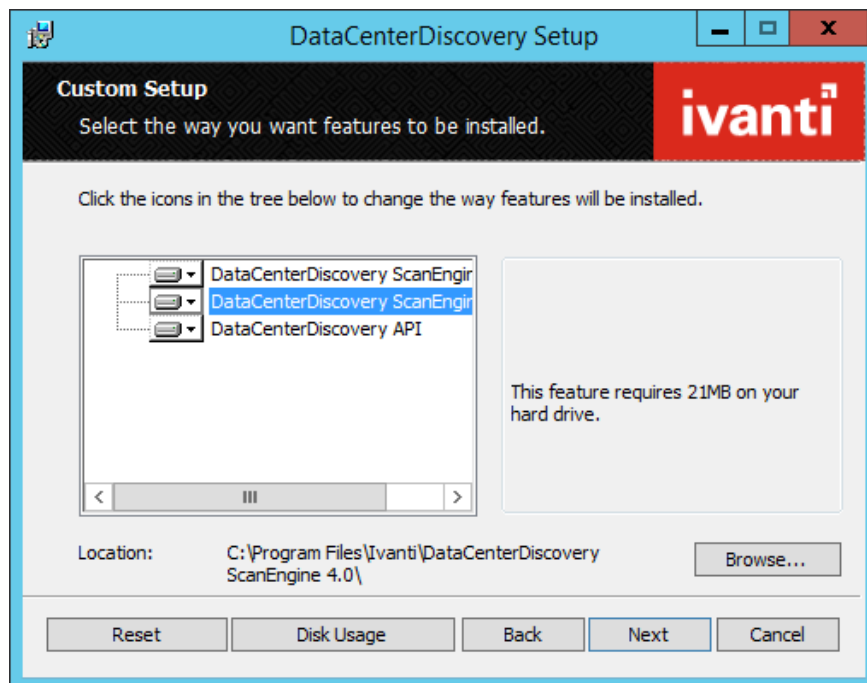 DataCenterDiscovery Setup
Custom Setup
Select the way you want features to be installed.
ivanti
Click the icons in the tree below to change the way features will be installed.
DataCenterDiscovery ScanEngin
DataCenterDiscovery ScanEngin
DataCenterDiscovery API
This feature requires 21MB on your
hard drive.
Location:
C:\Program Files\Ivanti\DataCenterDiscovery
ScanEngine 4.0\
Browse...
Reset
Disk Usage
Back
Next
Cancel